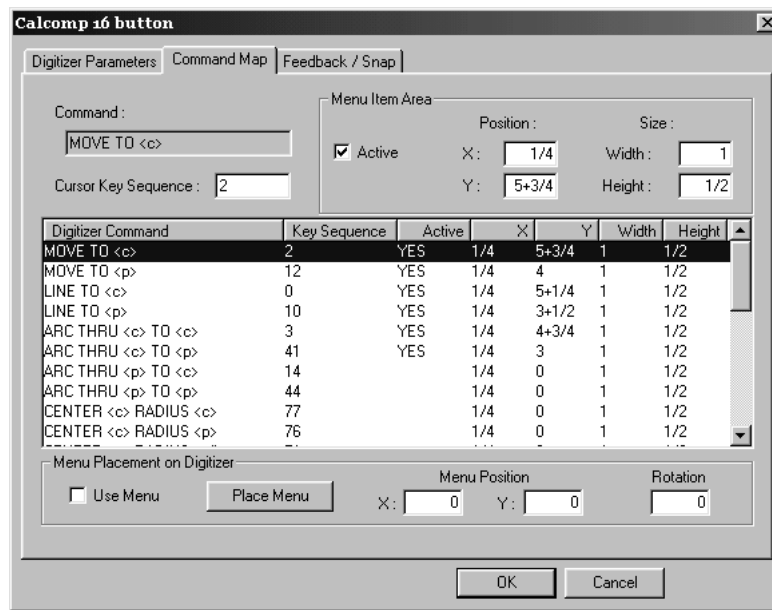 Calcomp 16 button
Digitizer Parameters Command Map Feedback / Snap
Menu Item Area
Command :
Position : Size :
MOVE TO <c>
Active X : 1/4 Width : 1
Cursor Key Sequence : 2
Y : 5+3/4 Height : 1/2
Digitizer Command Key Sequence Active X Y Width Height
MOVE TO <c> 2 YES 1/4 5+3/4 1 1/2
MOVE TO <p> 12 YES 1/4 4 1 1/2
LINE TO <c> 0 YES 1/4 5+1/4 1 1/2
LINE TO <p> 10 YES 1/4 3+1/2 1 1/2
ARC THRU <c> TO <c> 3 YES 1/4 4+3/4 1 1/2
ARC THRU <c> TO <p> 41 YES 1/4 3 1 1/2
ARC THRU <p> TO <c> 14 1/4 0 1 1/2
ARC THRU <p> TO <p> 44 1/4 0 1 1/2
CENTER <c> RADIUS <c> 77 1/4 0 1 1/2
CENTER <c> RADIUS <p> 76 1/4 0 1 1/2
Menu Placement on Digitizer
Menu Position Rotation
Use Menu Place Menu X : 0 Y : 0 0
OK Cancel